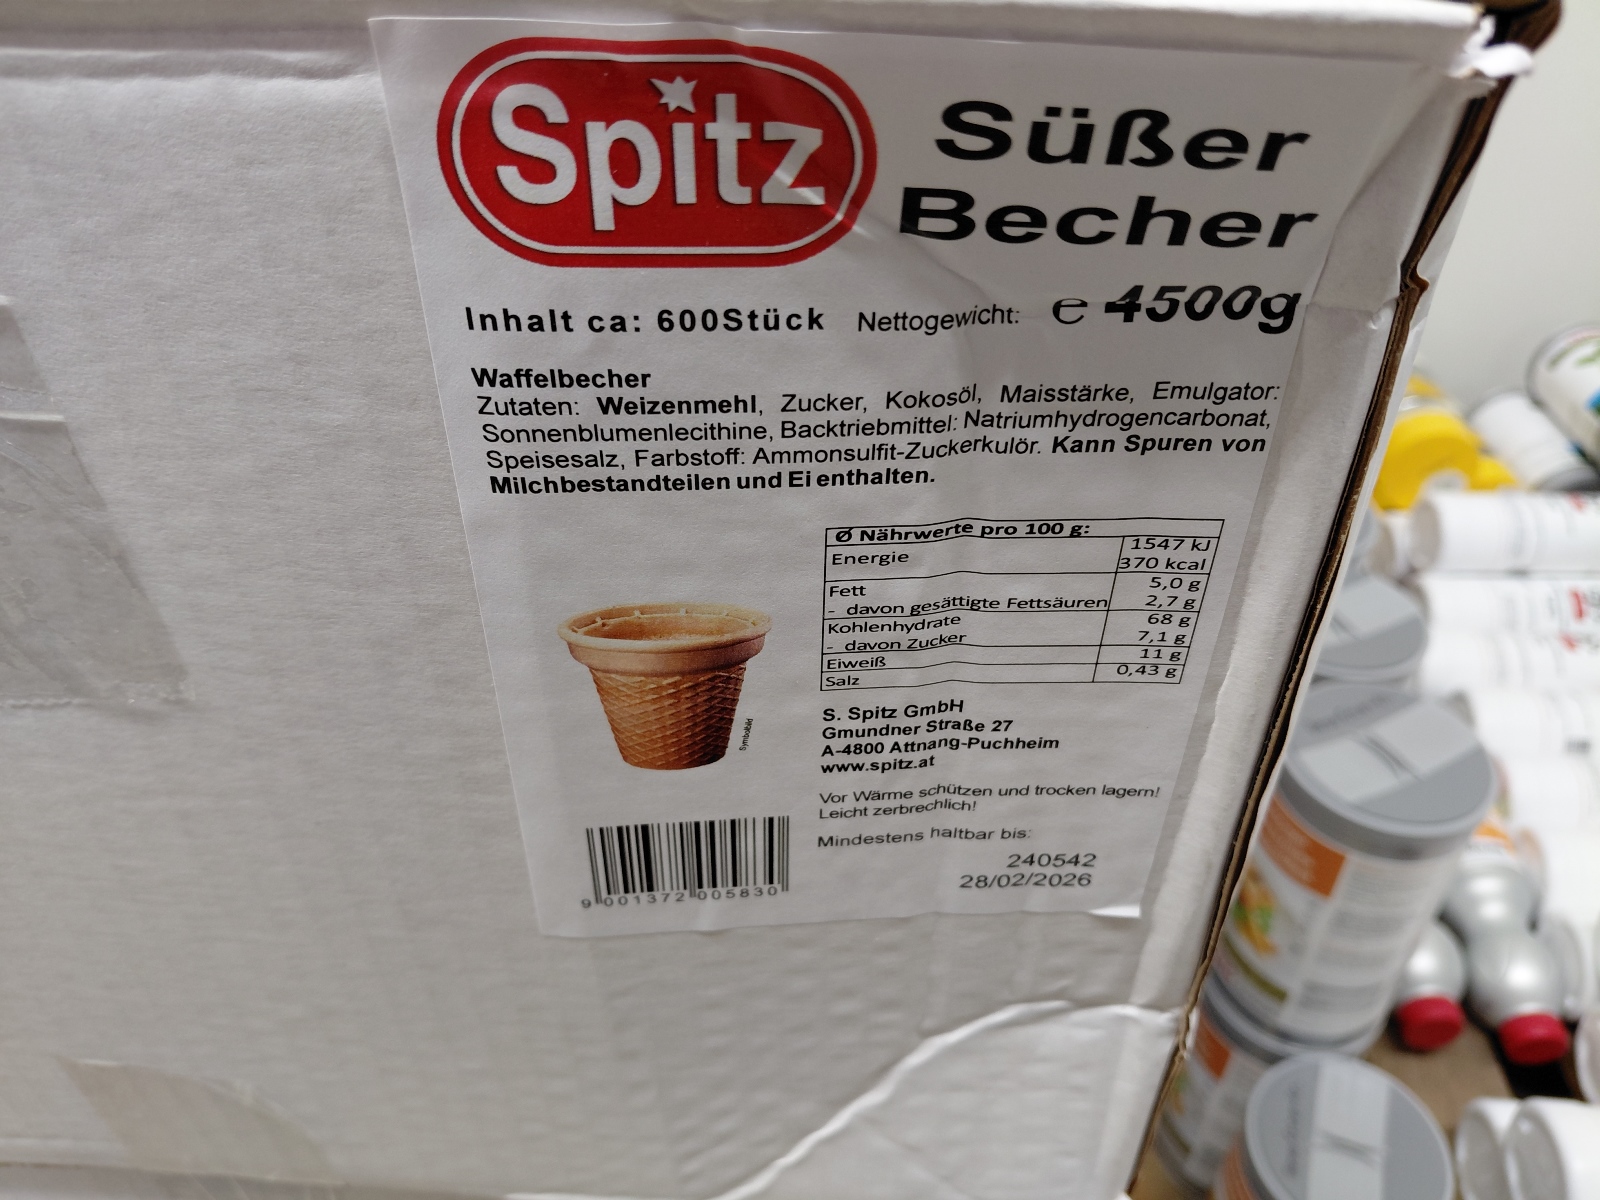 Spitz
Süßer
Becher
Inhalt ca: 600Stück Nettogewicht: ℮ 4500g
Waffelbecher
Zutaten: Weizenmehl, Zucker, Kokosöl, Maisstärke, Emulgator:
Sonnenblumenlecithine, Backtriebmittel: Natriumhydrogencarbonat,
Speisesalz, Farbstoff: Ammonsulfit-Zuckerkulör. Kann Spuren von
Milchbestandteilen und Ei enthalten.
Ø Nährwerte pro 100 g:
Energie 1547 kJ
370 kcal
Fett 5,0 g
- davon gesättigte Fettsäuren 2,7 g
Kohlenhydrate 68 g
- davon Zucker 7,1 g
Eiweiß 11 g
Salz 0,43 g
Symbolbild
S. Spitz GmbH
Gmundner Straße 27
A-4800 Attnang-Puchheim
www.spitz.at
Vor Wärme schützen und trocken lagern!
Leicht zerbrechlich!
Mindestens haltbar bis:
240542
28/02/2026
9 001372 005830